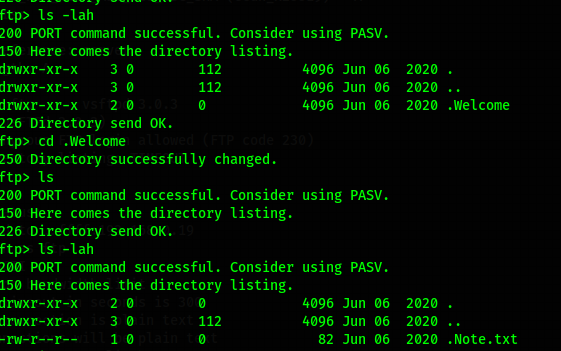 226 Directory send OK.
ftp> ls -lah
200 PORT command successful. Consider using PASV.
150 Here comes the directory listing.
drwxr-xr-x    3 0        112          4096 Jun 06  2020 .
drwxr-xr-x    3 0        112          4096 Jun 06  2020 ..
drwxr-xr-x    2 0        0            4096 Jun 06  2020 .Welcome
226 Directory send OK.
ftp> cd .Welcome
250 Directory successfully changed.
ftp> ls
200 PORT command successful. Consider using PASV.
150 Here comes the directory listing.
226 Directory send OK.
ftp> ls -lah
200 PORT command successful. Consider using PASV.
150 Here comes the directory listing.
drwxr-xr-x    2 0        0            4096 Jun 06  2020 .
drwxr-xr-x    3 0        112          4096 Jun 06  2020 ..
-rw-r--r--    1 0        0              82 Jun 06  2020 .Note.txt